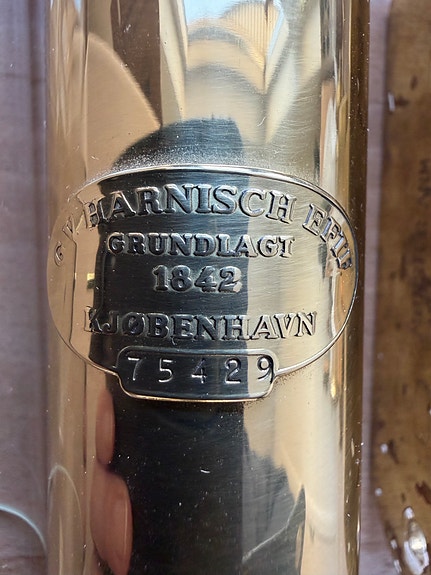 C. V. HARNISCH EFTF
GRUNDLAGT
1842
KJØBENHAVN
75429